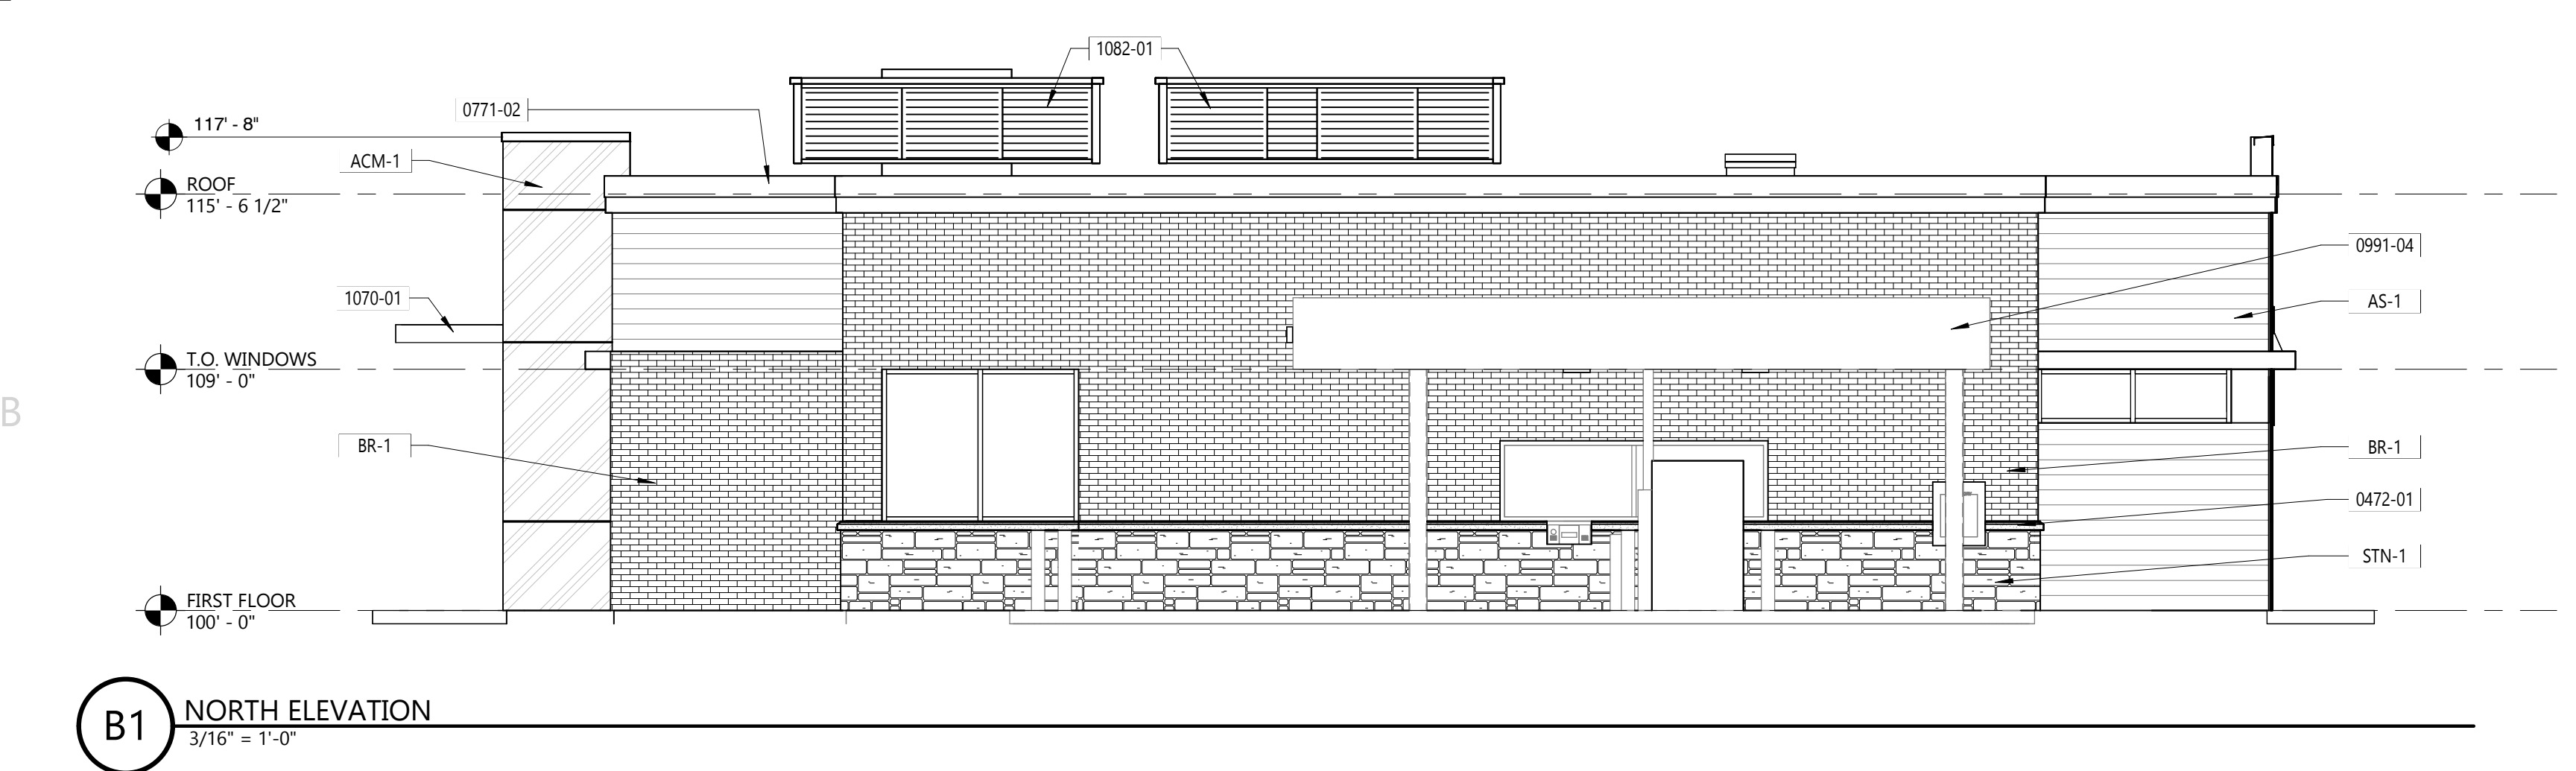 1082-01
0771-02
117' - 8"
ACM-1
ROOF
115' - 6 1/2"
0991-04
1070-01
AS-1
T.O. WINDOWS
109' - 0"
B
BR-1
BR-1
0472-01
STN-1
FIRST FLOOR
100' - 0"
B1
NORTH ELEVATION
3/16" = 1'-0"